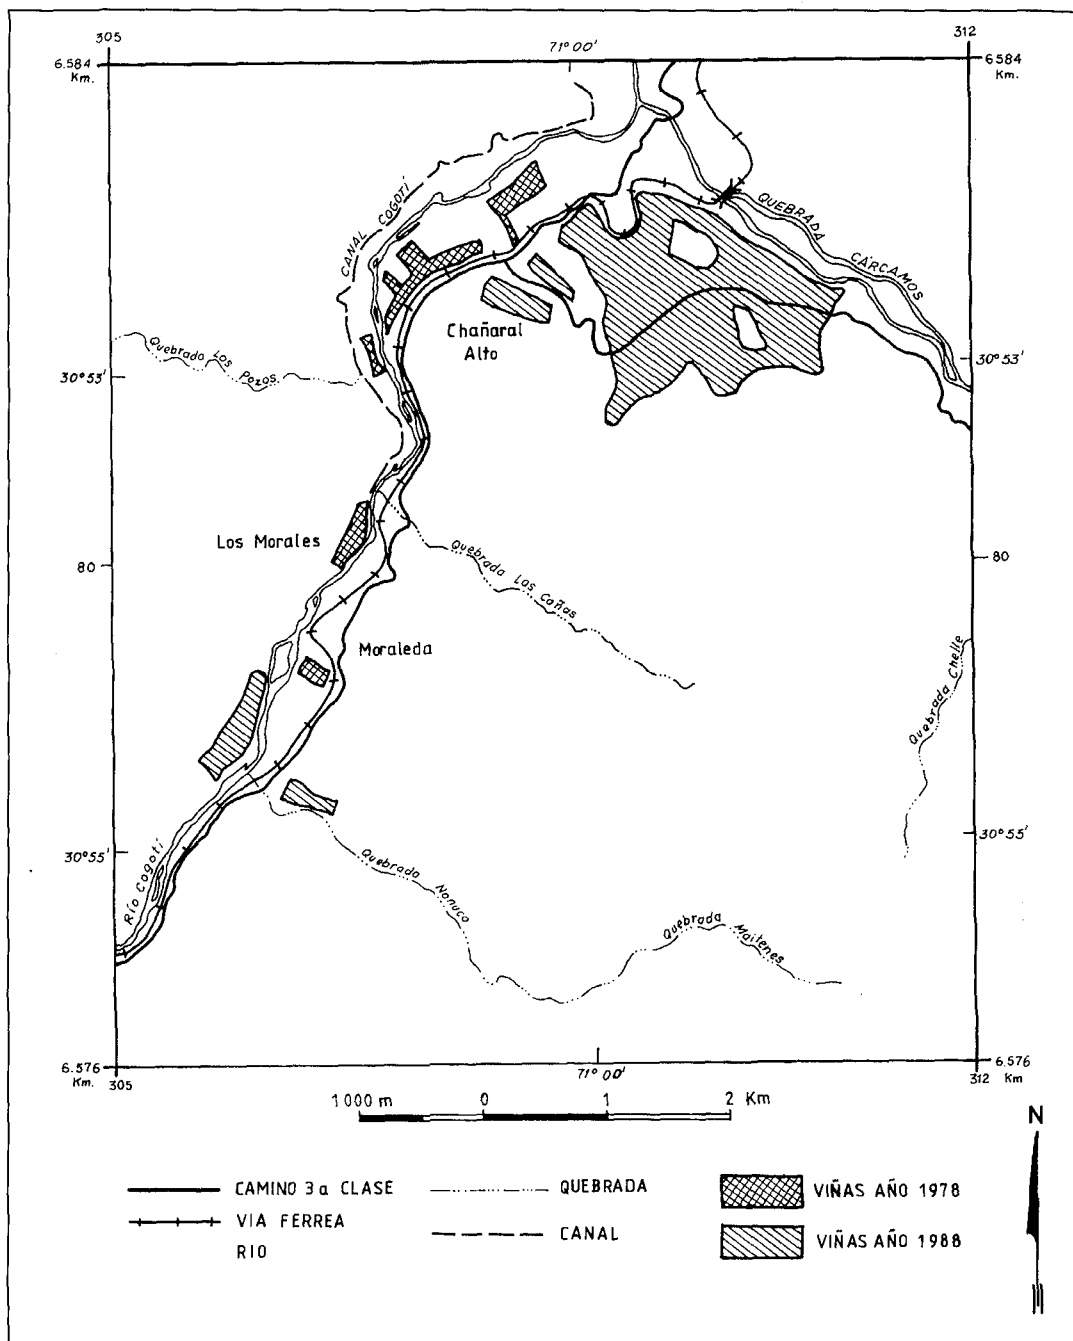 305
71° 00'
312
6.584
Km.
6584
Km.
CANAL COGOTÍ
QUEBRADA
CÁRCAMOS
Chañaral
Alto
Quebrada Los
Pozos
30° 53'
30° 53'
Los Morales
80
80
Quebrada Las Cañas
Moraleda
Quebrada Chelle
30° 55'
30° 55'
Río Cogotí
Quebrada Nonuco
Quebrada Maitenes
6.576
Km.
6.576
Km
305
71° 00'
312
1000 m 0 1 2 Km
N
CAMINO 3a CLASE
VIA FERREA
RIO
QUEBRADA
CANAL
VIÑAS AÑO 1978
VIÑAS AÑO 1988